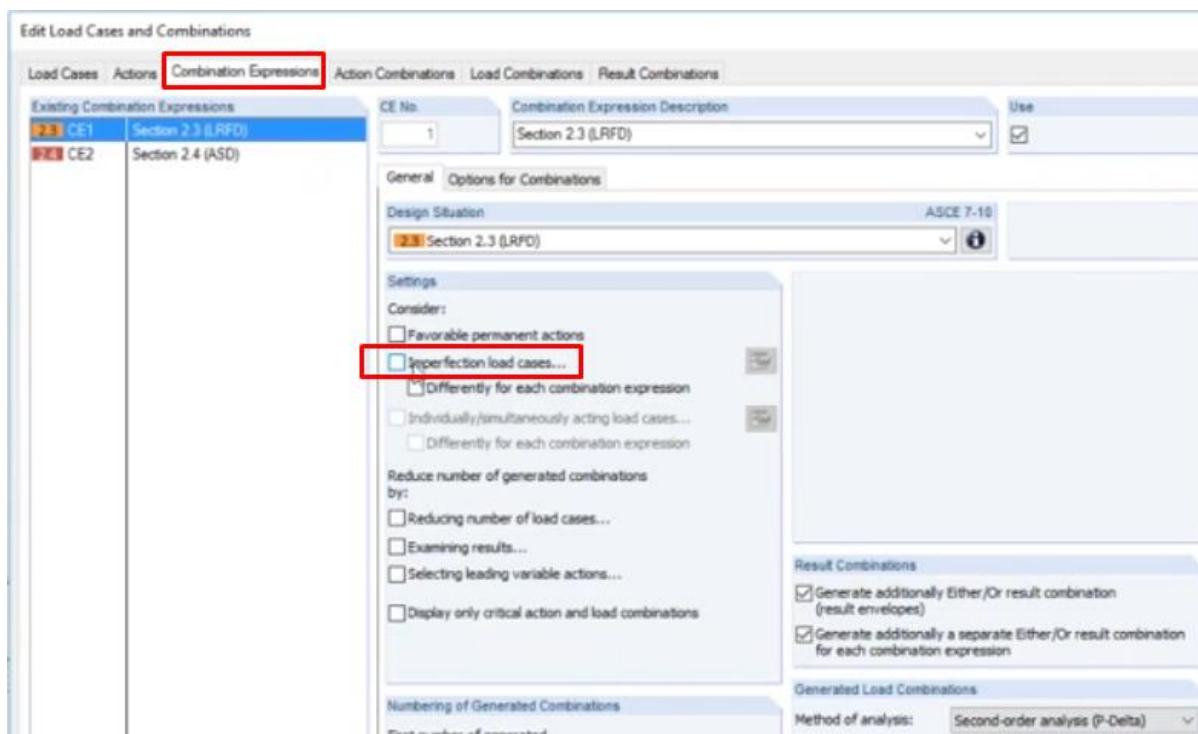 Edit Load Cases and Combinations
Load Cases Actions Combination Expressions Action Combinations Load Combinations Result Combinations
Existing Combination Expressions
2.3 CE1 Section 2.3 (LRFD)
2.4 CE2 Section 2.4 (ASD)
CE No.
1
Combination Expression Description
Section 2.3 (LRFD)
Use
General Options for Combinations
Design Situation ASCE 7-10
2.3 Section 2.3 (LRFD)
Settings
Consider:
Favorable permanent actions
Imperfection load cases...
Differently for each combination expression
Individually/simultaneously acting load cases...
Differently for each combination expression
Reduce number of generated combinations
by:
Reducing number of load cases...
Examining results...
Selecting leading variable actions...
Display only critical action and load combinations
Numbering of Generated Combinations
First number of generated
Result Combinations
Generate additionally Either/Or result combination
(result envelopes)
Generate additionally a separate Either/Or result combination
for each combination expression
Generated Load Combinations
Method of analysis: Second-order analysis (P-Delta)